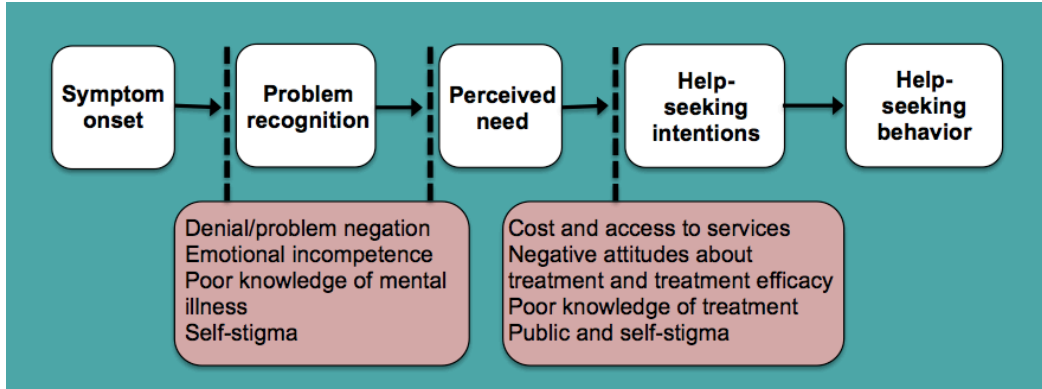 Symptom
onset
Problem
recognition
Perceived
need
Help-
seeking
intentions
Help-
seeking
behavior
Denial/problem negation
Emotional incompetence
Poor knowledge of mental
illness
Self-stigma
Cost and access to services
Negative attitudes about
treatment and treatment efficacy
Poor knowledge of treatment
Public and self-stigma